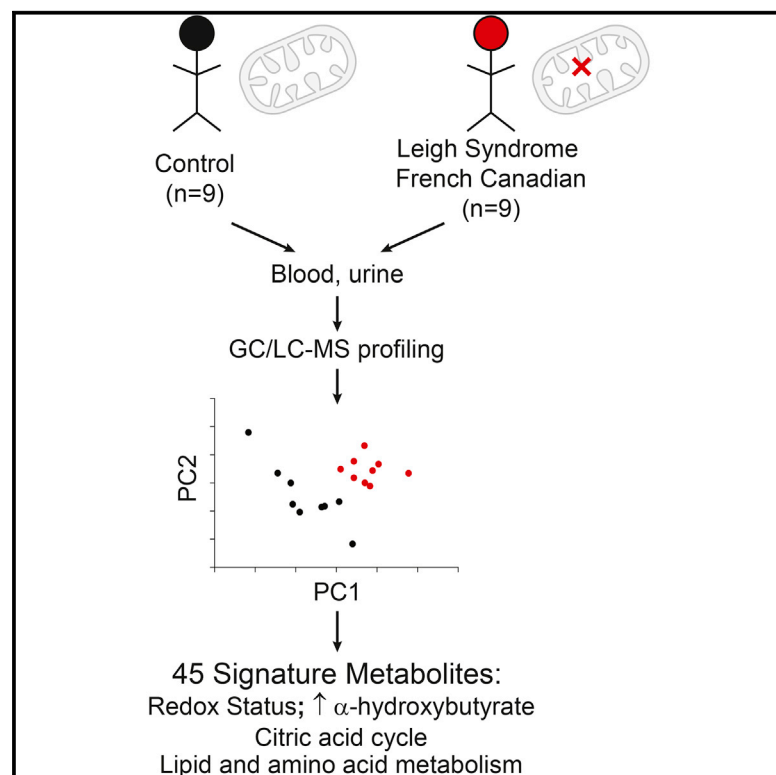 Control
(n=9)
Leigh Syndrome
French Canadian
(n=9)
Blood, urine
GC/LC-MS profiling
PC2
PC1
45 Signature Metabolites:
Redox Status; ↑ α-hydroxybutyrate
Citric acid cycle
Lipid and amino acid metabolism